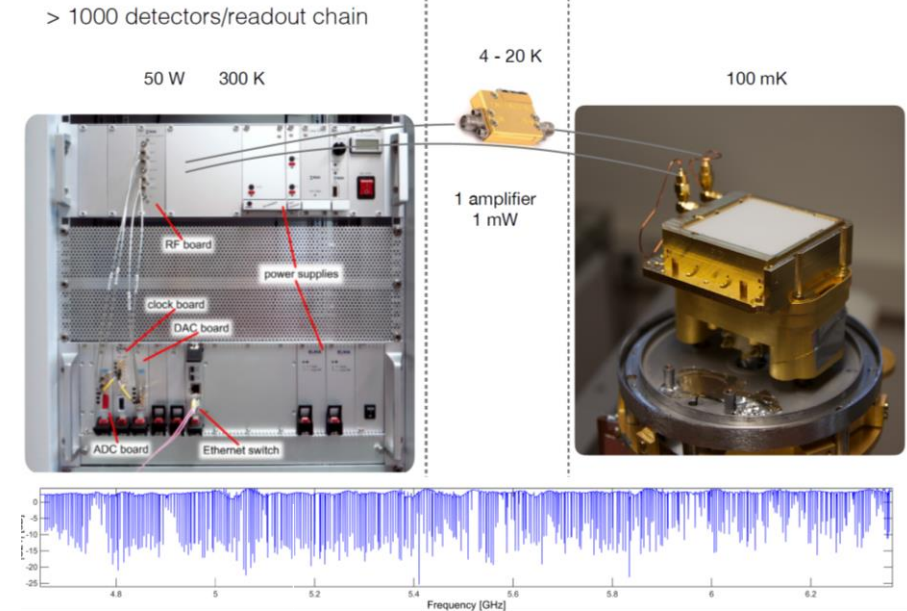 > 1000 detectors/readout chain
50 W 300 K
4 - 20 K
100 mK
1 amplifier
1 mW
RF board
power supplies
clock board
DAC board
ADC board
Ethernet switch
0
-5
-10
-15
-20
-25
4.8 5 5.2 5.4 5.6 5.8 6 6.2
Frequency [GHz]